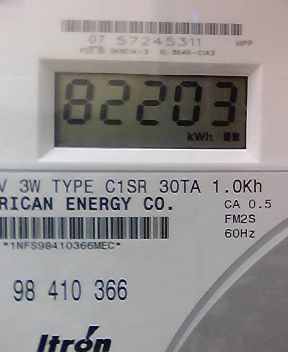 07 57245311
HPP
82203
kWh
V 3W TYPE C1SR 30TA 1.0Kh
RICAN ENERGY CO.
CA 0.5
FM2S
60Hz
*1NFS98410366MEC*
98 410 366
Itron